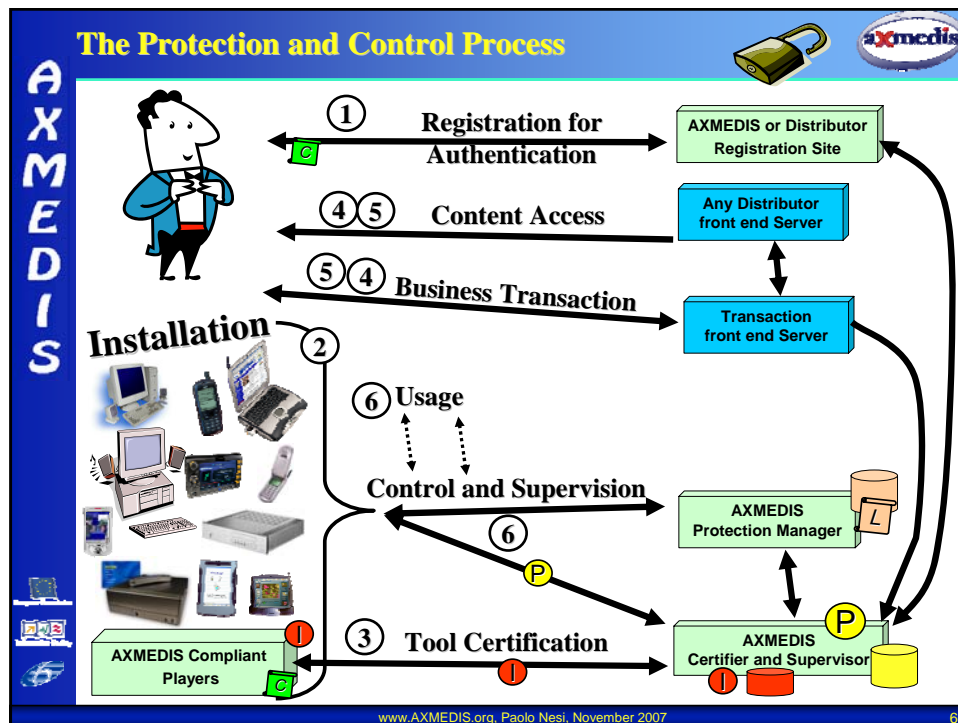 The Protection and Control Process
axmedis
AXMEDIS
1
Registration for
Authentication
C
AXMEDIS or Distributor
Registration Site
4 5
Content Access
Any Distributor
front end Server
5 4
Business Transaction
Transaction
front end Server
Installation
2
6 Usage
Control and Supervision
6
P
AXMEDIS
Protection Manager
L
3
Tool Certification
I
AXMEDIS Compliant
Players
I
C
P
AXMEDIS
Certifier and Supervisor
I
www.AXMEDIS.org, Paolo Nesi, November 2007
6